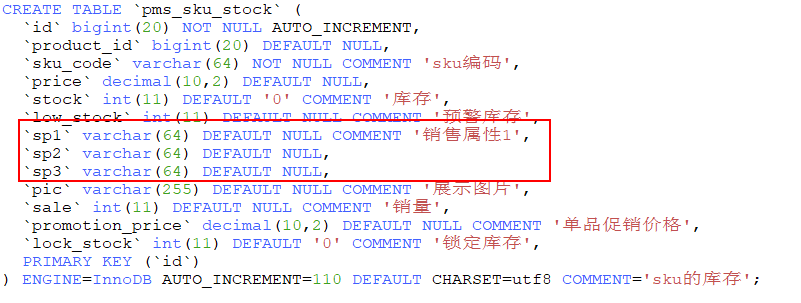 CREATE TABLE `pms_sku_stock` (
`id` bigint(20) NOT NULL AUTO_INCREMENT,
`product_id` bigint(20) DEFAULT NULL,
`sku_code` varchar(64) NOT NULL COMMENT 'sku编码',
`price` decimal(10,2) DEFAULT NULL,
`stock` int(11) DEFAULT '0' COMMENT '库存',
`low_stock` int(11) DEFAULT NULL COMMENT '预警库存',
`sp1` varchar(64) DEFAULT NULL COMMENT '销售属性1',
`sp2` varchar(64) DEFAULT NULL,
`sp3` varchar(64) DEFAULT NULL,
`pic` varchar(255) DEFAULT NULL COMMENT '展示图片',
`sale` int(11) DEFAULT NULL COMMENT '销量',
`promotion_price` decimal(10,2) DEFAULT NULL COMMENT '单品促销价格',
`lock_stock` int(11) DEFAULT '0' COMMENT '锁定库存',
PRIMARY KEY (`id`)
) ENGINE=InnoDB AUTO_INCREMENT=110 DEFAULT CHARSET=utf8 COMMENT='sku的库存';